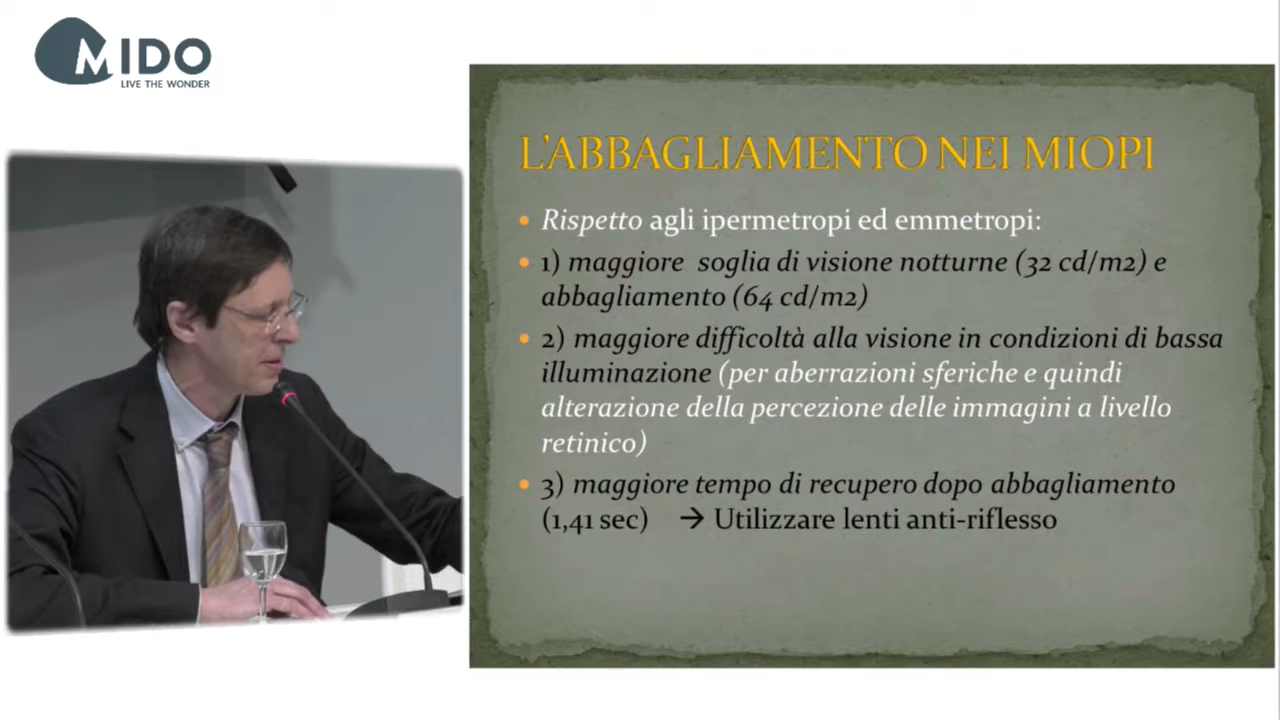 MIDO
LIVE THE WONDER
L'ABBAGLIAMENTO NEI MIOPI
• Rispetto agli ipermetropi ed emmetropi:
• 1) maggiore soglia di visione notturne (32 cd/m2) e
abbagliamento (64 cd/m2)
• 2) maggiore difficoltà alla visione in condizioni di bassa
illuminazione (per aberrazioni sferiche e quindi
alterazione della percezione delle immagini a livello
retinico)
• 3) maggiore tempo di recupero dopo abbagliamento
(1,41 sec) → Utilizzare lenti anti-riflesso